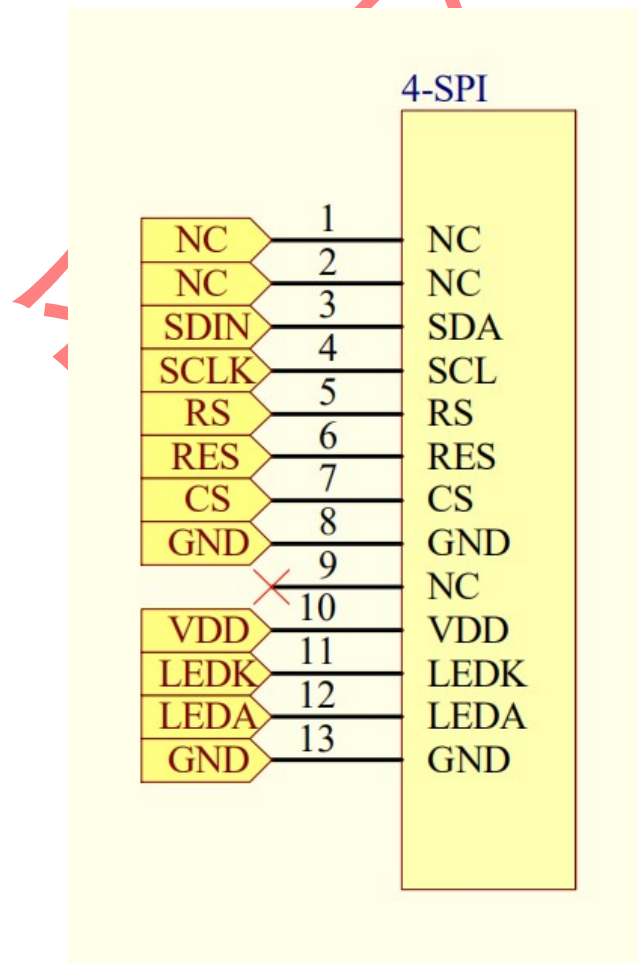 4-SPI
NC 1 NC
NC 2 NC
SDIN 3 SDA
SCLK 4 SCL
RS 5 RS
RES 6 RES
CS 7 CS
GND 8 GND
9 NC
VDD 10 VDD
LEDK 11 LEDK
LEDA 12 LEDA
GND 13 GND